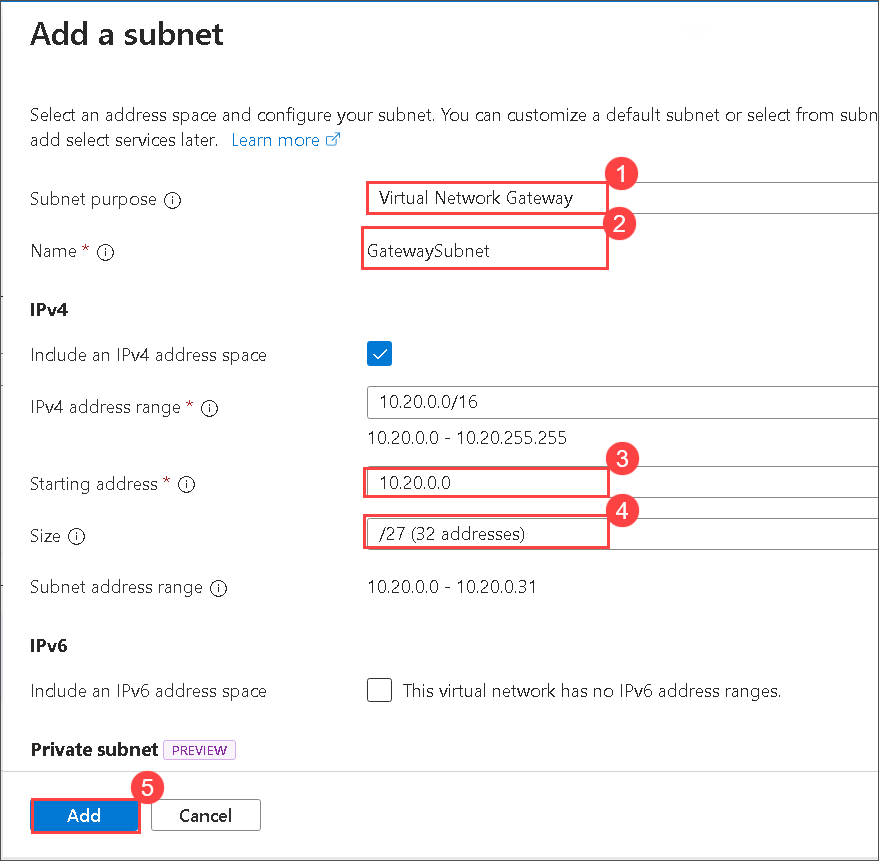 Add a subnet
Select an address space and configure your subnet. You can customize a default subnet or select from subn
add select services later. Learn more
1
Subnet purpose Virtual Network Gateway
2
Name * GatewaySubnet
IPv4
Include an IPv4 address space
IPv4 address range * 10.20.0.0/16
10.20.0.0 - 10.20.255.255
3
Starting address * 10.20.0.0
4
Size /27 (32 addresses)
Subnet address range 10.20.0.0 - 10.20.0.31
IPv6
Include an IPv6 address space This virtual network has no IPv6 address ranges.
Private subnet PREVIEW
5
Add Cancel